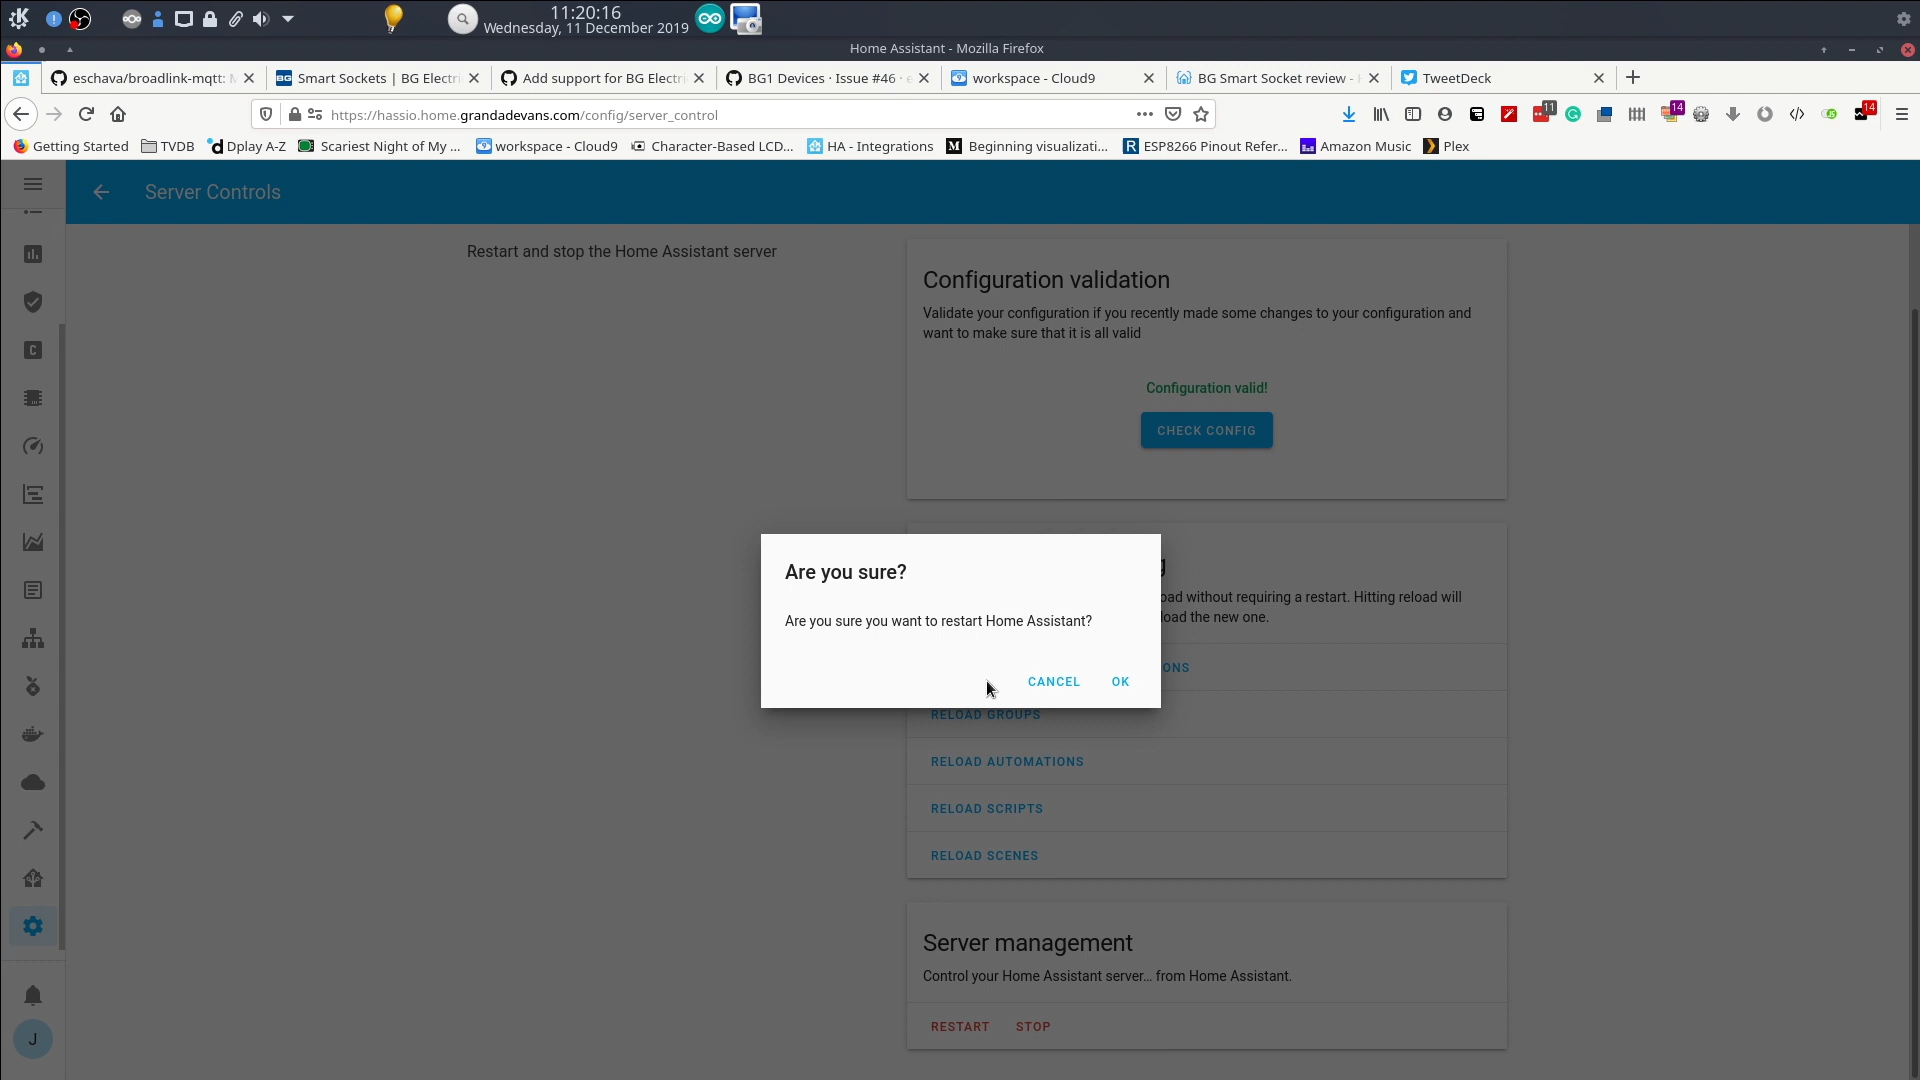 11:20:16
Wednesday, 11 December 2019
Home Assistant - Mozilla Firefox
eschava/broadlink-mqtt: M
BG
Smart Sockets | BG Electri
Add support for BG Electri
BG1 Devices · Issue #46 · e
workspace - Cloud9
BG Smart Socket review -
TweetDeck
https://hassio.home.grandadevans.com/config/server_control
11
14
14
Getting Started
TVDB
Dplay A-Z
Scariest Night of My ...
workspace - Cloud9
Character-Based LCD...
HA - Integrations
M
Beginning visualizati...
R
ESP8266 Pinout Refer...
Amazon Music
Plex
Server Controls
Restart and stop the Home Assistant server
Configuration validation
Validate your configuration if you recently made some changes to your configuration and
want to make sure that it is all valid
Configuration valid!
CHECK CONFIG
C
g
oad without requiring a restart. Hitting reload will
load the new one.
Are you sure?
Are you sure you want to restart Home Assistant?
CANCEL
OK
ONS
RELOAD GROUPS
RELOAD AUTOMATIONS
RELOAD SCRIPTS
RELOAD SCENES
Server management
Control your Home Assistant server… from Home Assistant.
RESTART
STOP
J